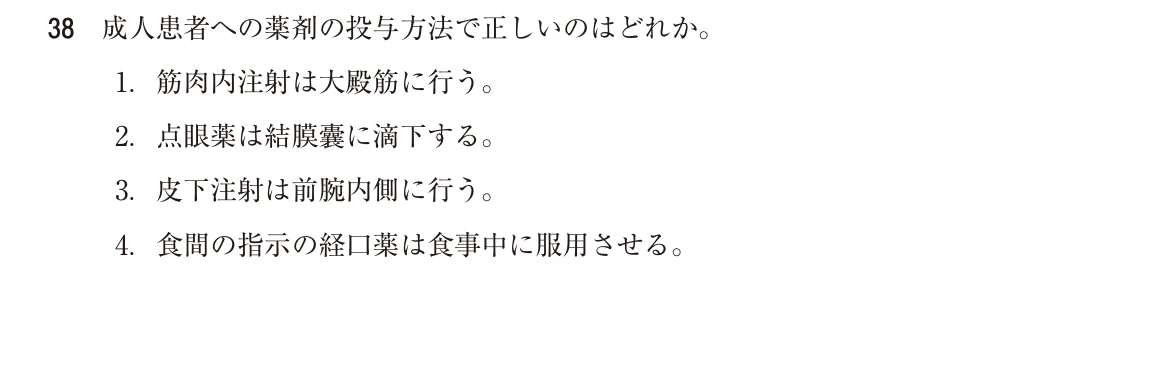 38 成人患者への薬剤の投与方法で正しいのはどれか。
1. 筋肉内注射は大殿筋に行う。
2. 点眼薬は結膜囊に滴下する。
3. 皮下注射は前腕内側に行う。
4. 食間の指示の経口薬は食事中に服用させる。